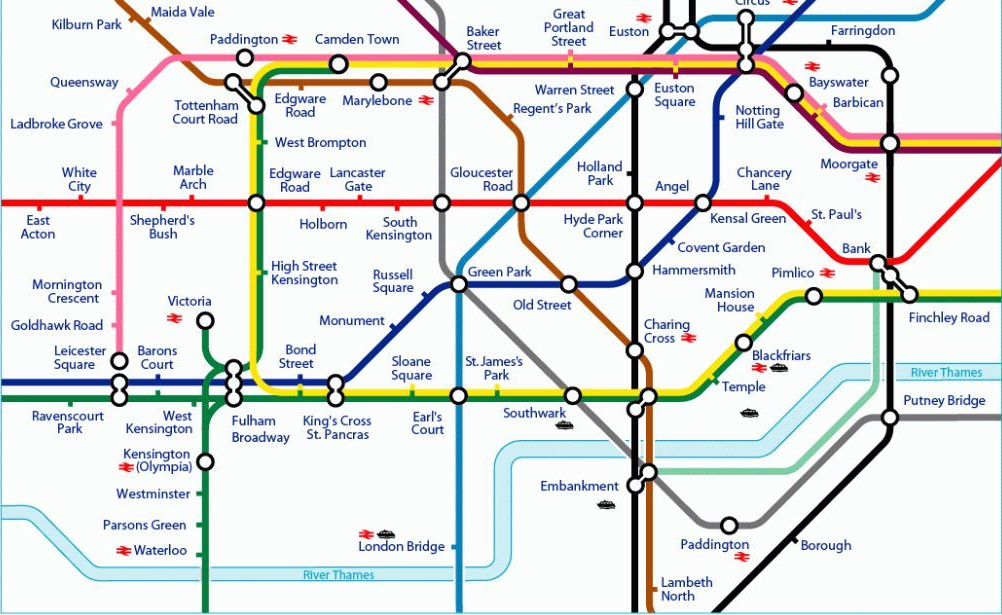 Maida Vale
Kilburn Park
Great
Portland
Street
Circus
Euston
Farringdon
Paddington
Camden Town
Baker
Street
Queensway
Tottenham
Court Road
Edgware
Road
Marylebone
Regent's Park
Warren Street
Euston
Square
Bayswater
Barbican
Notting
Hill Gate
Ladbroke Grove
West Brompton
Moorgate
White
City
Marble
Arch
Edgware
Road
Lancaster
Gate
Gloucester
Road
Holland
Park
Angel
Chancery
Lane
East
Acton
Shepherd's
Bush
Holborn
South
Kensington
Hyde Park
Corner
Kensal Green
St. Paul's
Covent Garden
Bank
High Street
Kensington
Russell
Square
Green Park
Hammersmith
Pimlico
Mornington
Crescent
Victoria
Old Street
Mansion
House
Finchley Road
Goldhawk Road
Monument
Charing
Cross
Leicester
Square
Barons
Court
Bond
Street
Sloane
Square
St.James's
Park
Blackfriars
River Thames
Temple
Putney Bridge
Ravenscourt
Park
West
Kensington
Fulham
Broadway
King's Cross
St. Pancras
Earl's
Court
Southwark
Kensington
(Olympia)
Westminster
Embankment
Parsons Green
Waterloo
London Bridge
Paddington
Borough
River Thames
Lambeth
North